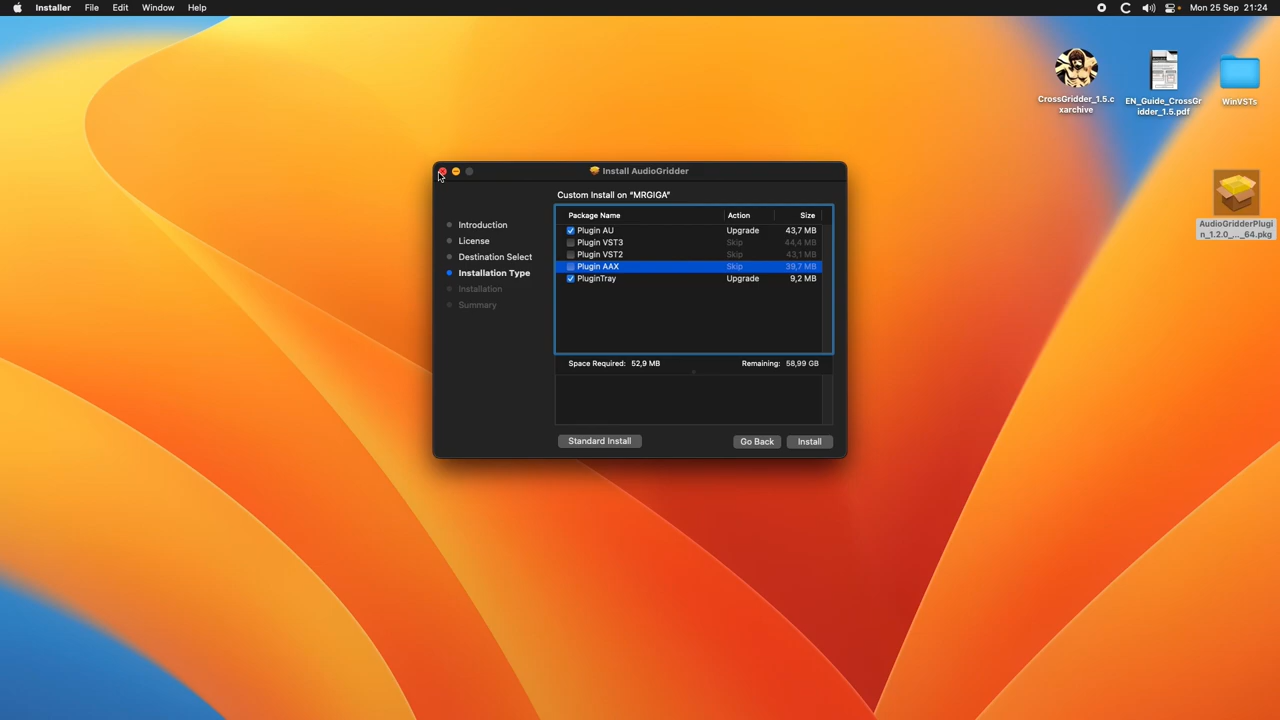 Installer File Edit Window Help Mon 25 Sep 21:24
CrossGridder_1.5.c
xarchive
EN_Guide_CrossGr
idder_1.5.pdf
WinVSTs
AudioGridderPlugi
n_1.2.0_..._64.pkg
Install AudioGridder
Custom Install on "MRGIGA"
Introduction
License
Destination Select
Installation Type
Installation
Summary
Package Name Action Size
Plugin AU Upgrade 43,7 MB
Plugin VST3 Skip 44,4 MB
Plugin VST2 Skip 43,1 MB
Plugin AAX Skip 39,7 MB
PluginTray Upgrade 9,2 MB
Space Required: 52,9 MB Remaining: 58,99 GB
Standard Install Go Back Install